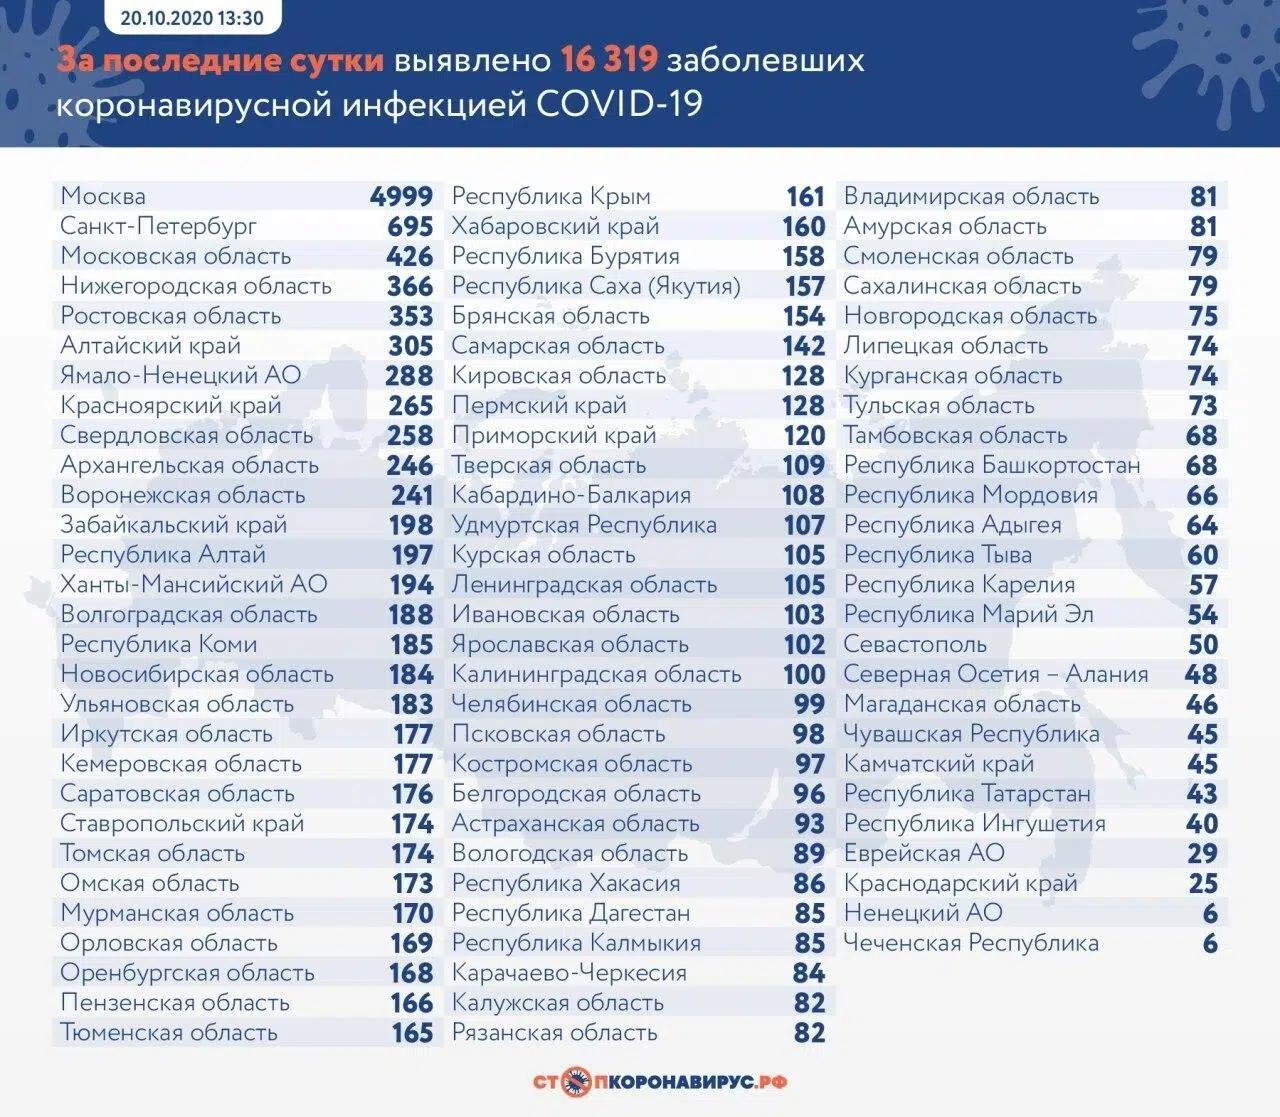 20.10.2020 13:30
За последние сутки выявлено 16 319 заболевших
коронавирусной инфекцией COVID-19
Москва 4999
Санкт-Петербург 695
Московская область 426
Нижегородская область 366
Ростовская область 353
Алтайский край 305
Ямало-Ненецкий АО 288
Красноярский край 265
Свердловская область 258
Архангельская область 246
Воронежская область 241
Забайкальский край 198
Республика Алтай 197
Ханты-Мансийский АО 194
Волгоградская область 188
Республика Коми 185
Новосибирская область 184
Ульяновская область 183
Иркутская область 177
Кемеровская область 177
Саратовская область 176
Ставропольский край 174
Томская область 174
Омская область 173
Мурманская область 170
Орловская область 169
Оренбургская область 168
Пензенская область 166
Тюменская область 165
Республика Крым 161
Хабаровский край 160
Республика Бурятия 158
Республика Саха (Якутия) 157
Брянская область 154
Самарская область 142
Кировская область 128
Пермский край 128
Приморский край 120
Тверская область 109
Кабардино-Балкария 108
Удмуртская Республика 107
Курская область 105
Ленинградская область 105
Ивановская область 103
Ярославская область 102
Калининградская область 100
Челябинская область 99
Псковская область 98
Костромская область 97
Белгородская область 96
Астраханская область 93
Вологодская область 89
Республика Хакасия 86
Республика Дагестан 85
Республика Калмыкия 85
Карачаево-Черкесия 84
Калужская область 82
Рязанская область 82
Владимирская область 81
Амурская область 81
Смоленская область 79
Сахалинская область 79
Новгородская область 75
Липецкая область 74
Курганская область 74
Тульская область 73
Тамбовская область 68
Республика Башкортостан 68
Республика Мордовия 66
Республика Адыгея 64
Республика Тыва 60
Республика Карелия 57
Республика Марий Эл 54
Севастополь 50
Северная Осетия – Алания 48
Магаданская область 46
Чувашская Республика 45
Камчатский край 45
Республика Татарстан 43
Республика Ингушетия 40
Еврейская АО 29
Краснодарский край 25
Ненецкий АО 6
Чеченская Республика 6
СТОПКОРОНАВИРУС.РФ